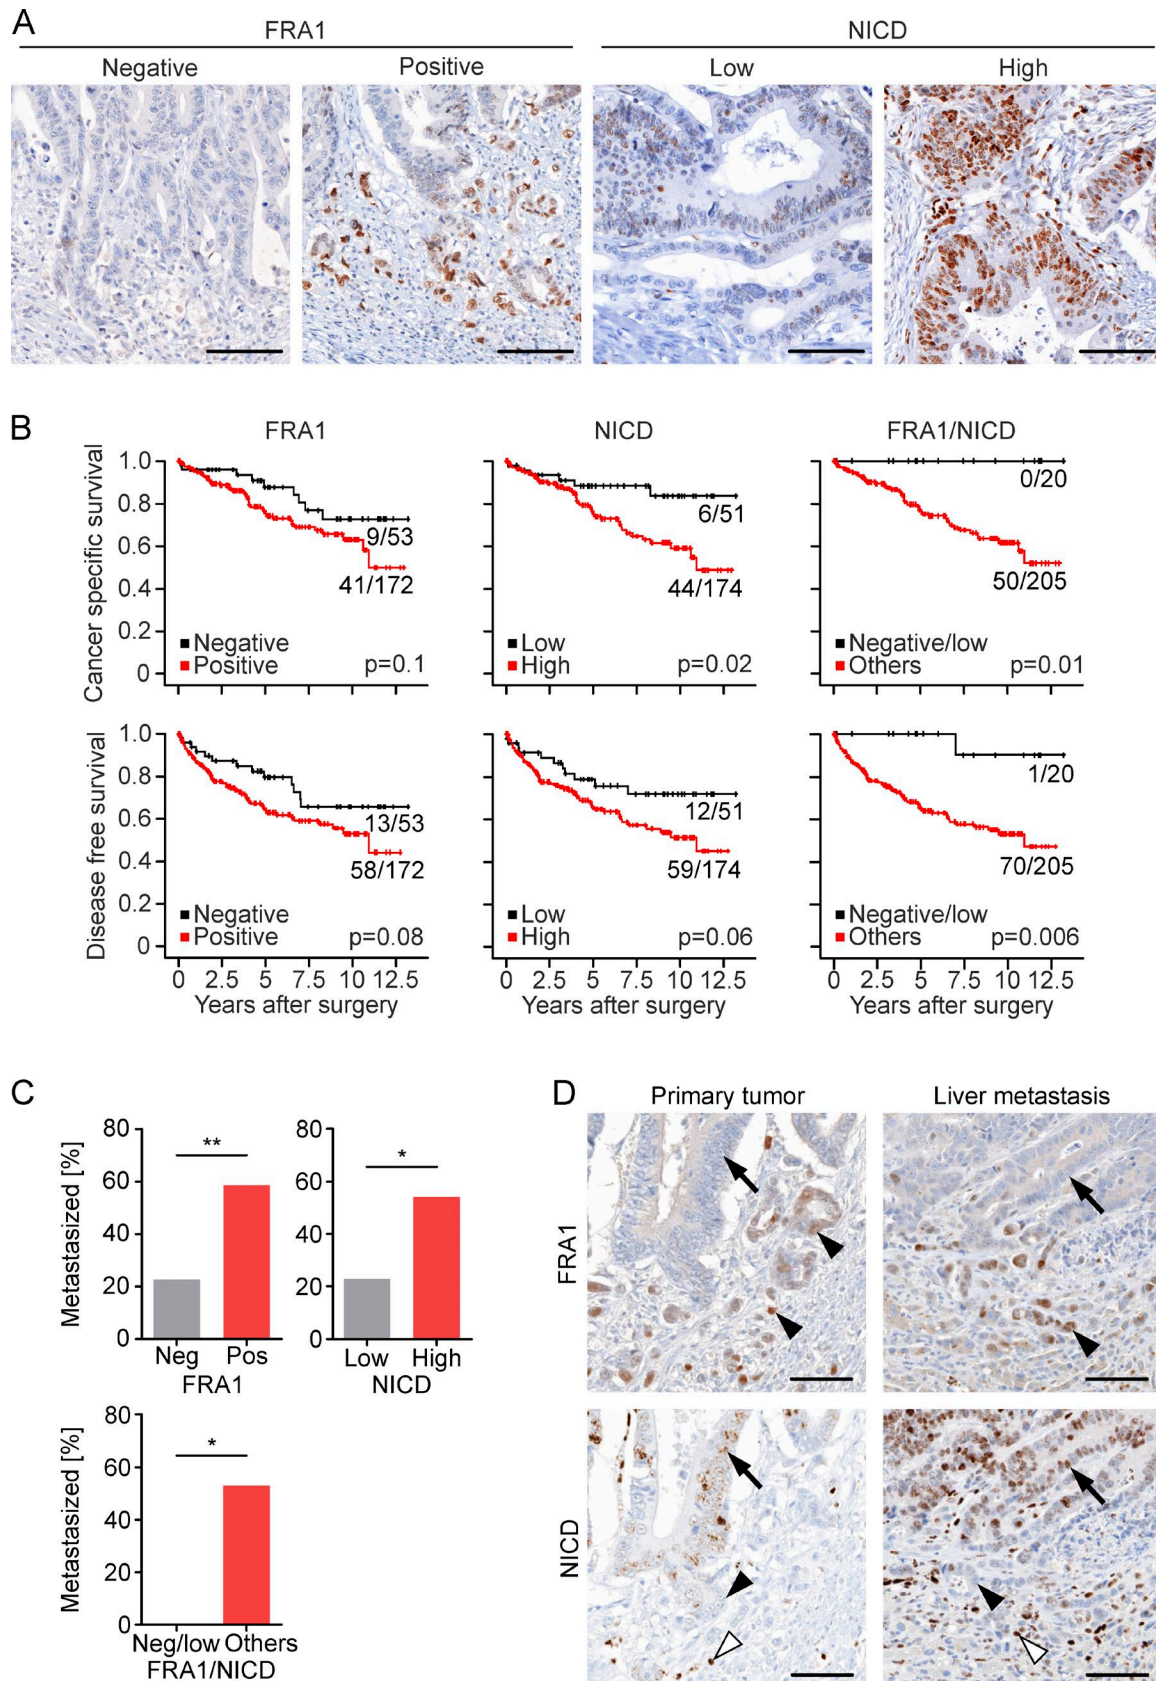 A
FRA1
NICD
Negative
Positive
Low
High
B
FRA1
NICD
FRA1/NICD
Cancer specific survival
1.0
0.8
0.6
0.4
0.2
0
9/53
41/172
Negative
Positive
p=0.1
6/51
44/174
Low
High
p=0.02
0/20
50/205
Negative/low
Others
p=0.01
Disease free survival
1.0
0.8
0.6
0.4
0.2
0
13/53
58/172
Negative
Positive
p=0.08
0 2.5 5 7.5 10 12.5
Years after surgery
12/51
59/174
Low
High
p=0.06
0 2.5 5 7.5 10 12.5
Years after surgery
1/20
70/205
Negative/low
Others
p=0.006
0 2.5 5 7.5 10 12.5
Years after surgery
C
Metastasized [%]
80
60
40
20
0
**
Neg Pos
FRA1
80
60
40
20
0
*
Low High
NICD
Metastasized [%]
80
60
40
20
0
*
Neg/low Others
FRA1/NICD
D
Primary tumor
Liver metastasis
FRA1
NICD